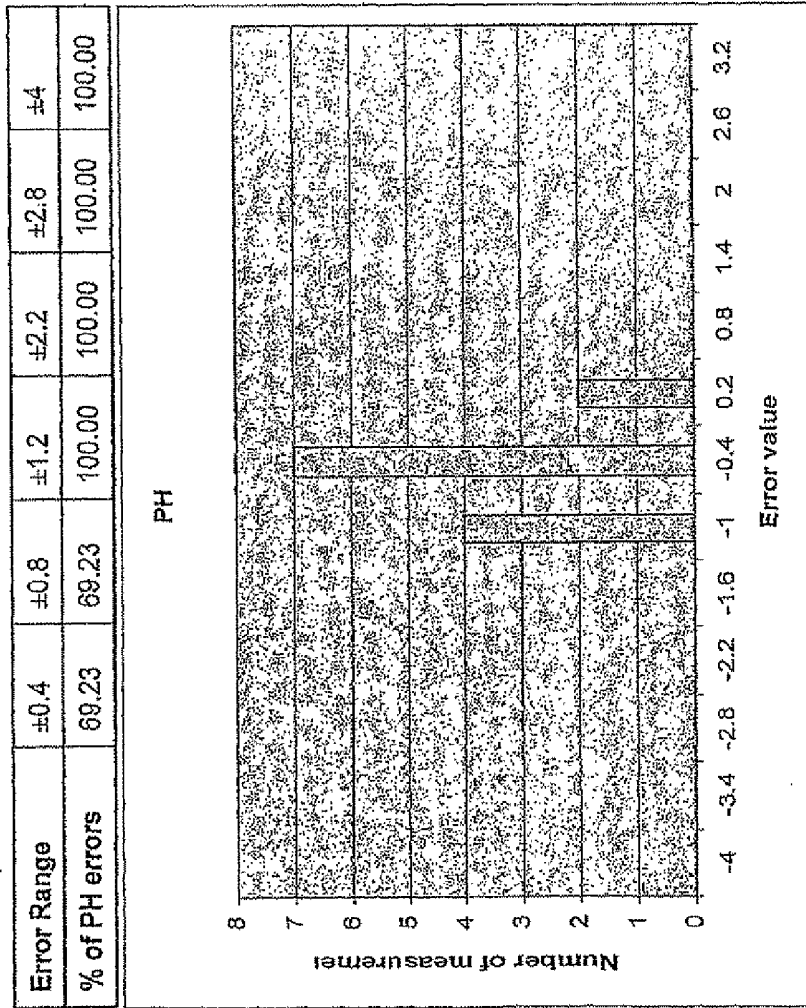 Error Range ±0.4 ±0.8 ±1.2 ±2.2 ±2.8 ±4
% of PH errors 69.23 69.23 100.00 100.00 100.00 100.00
PH
Number of measuremer
8
7
6
5
4
3
2
1
0
-4 -3.4 -2.8 -2.2 -1.6 -1 -0.4 0.2 0.8 1.4 2 2.6 3.2
Error value